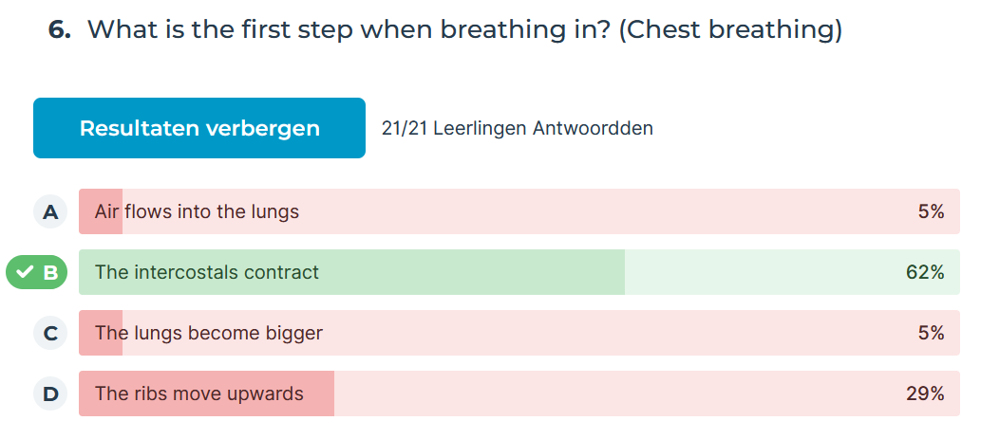 6. What is the first step when breathing in? (Chest breathing)
Resultaten verbergen 21/21 Leerlingen Antwoordden
A Air flows into the lungs 5%
B The intercostals contract 62%
C The lungs become bigger 5%
D The ribs move upwards 29%